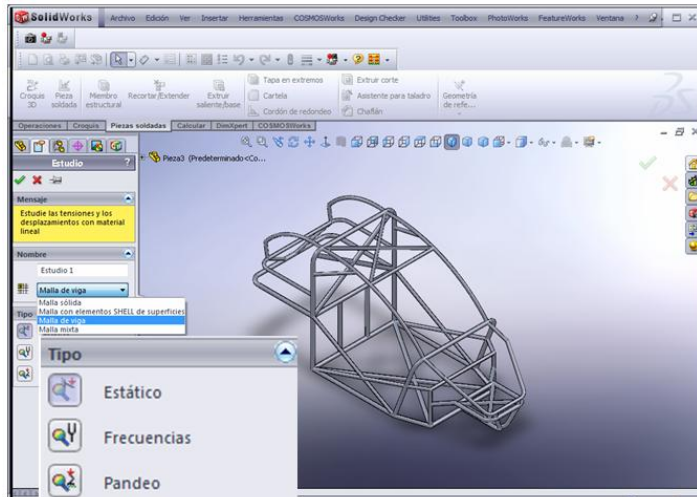 SolidWorks Archivo Edición Ver Insertar Herramientas COSMOSWorks Design Checker Utilities Toolbox PhotoWorks FeatureWorks Ventana ?
Croquis 3D
Pieza soldada
Miembro estructural
Recortar/Extender
Extruir saliente/base
Tapa en extremos
Cartela
Cordón de redondeo
Extruir corte
Asistente para taladro
Chaflán
Geometría de refe...
Operaciones Croquis Piezas soldadas Calcular DimXpert COSMOSWorks
Estudio ?
Pieza3 (Predeterminado<Co...
Mensaje
Estudie las tensiones y los
desplazamientos con material
lineal
Nombre
Estudio 1
Malla de viga
Malla sólida
Malla con elementos SHELL de superficies
Malla de viga
Malla mixta
Tipo
Tipo
Estático
Frecuencias
Pandeo